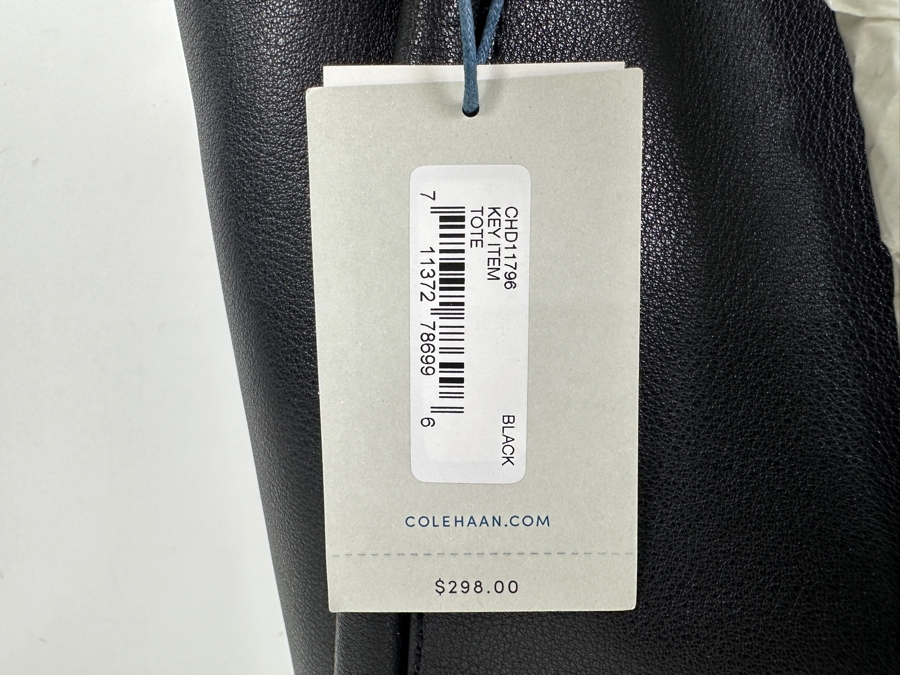 CHD11796 BLACK
KEY ITEM
TOTE
7 11372 78699 6
COLEHAAN.COM
$298.00